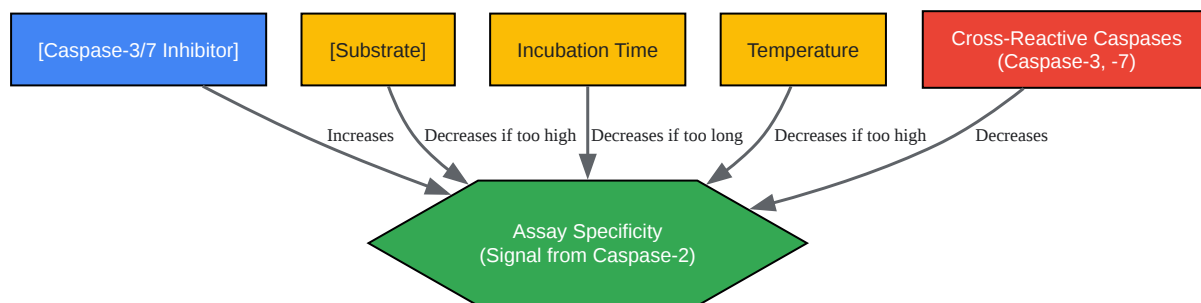 [Caspase-3/7 Inhibitor]
[Substrate]
Incubation Time
Temperature
Cross-Reactive Caspases
(Caspase-3, -7)
Increases
Decreases if too high
Decreases if too long
Decreases if too high
Decreases
Assay Specificity
(Signal from Caspase-2)